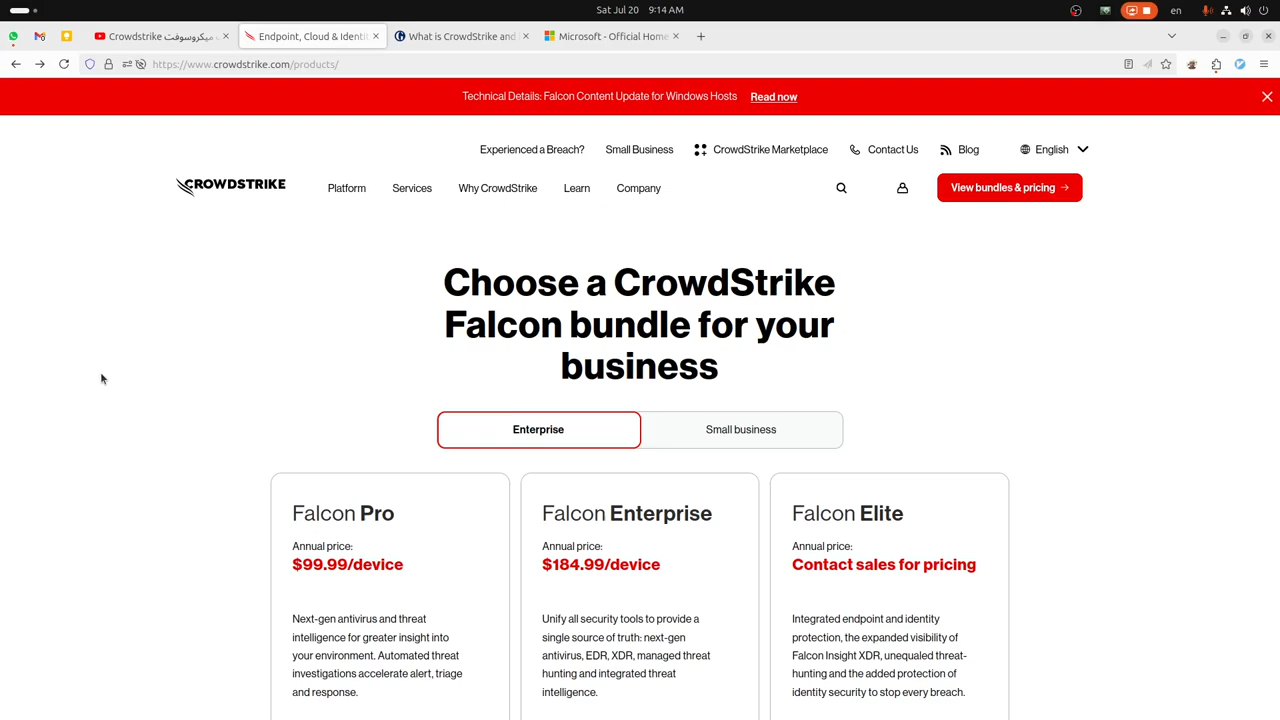 Sat Jul 20 9:14 AM
en
Crowdstrike ميكروسوفت
Endpoint, Cloud & Identit
What is CrowdStrike and
Microsoft - Official Home
https://www.crowdstrike.com/products/
Technical Details: Falcon Content Update for Windows Hosts Read now
Experienced a Breach? Small Business CrowdStrike Marketplace Contact Us Blog English
CROWDSTRIKE Platform Services Why CrowdStrike Learn Company View bundles & pricing →
Choose a CrowdStrike
Falcon bundle for your
business
Enterprise Small business
Falcon Pro
Annual price:
$99.99/device
Next-gen antivirus and threat
intelligence for greater insight into
your environment. Automated threat
investigations accelerate alert, triage
and response.
Falcon Enterprise
Annual price:
$184.99/device
Unify all security tools to provide a
single source of truth: next-gen
antivirus, EDR, XDR, managed threat
hunting and integrated threat
intelligence.
Falcon Elite
Annual price:
Contact sales for pricing
Integrated endpoint and identity
protection, the expanded visibility of
Falcon Insight XDR, unequaled threat-
hunting and the added protection of
identity security to stop every breach.